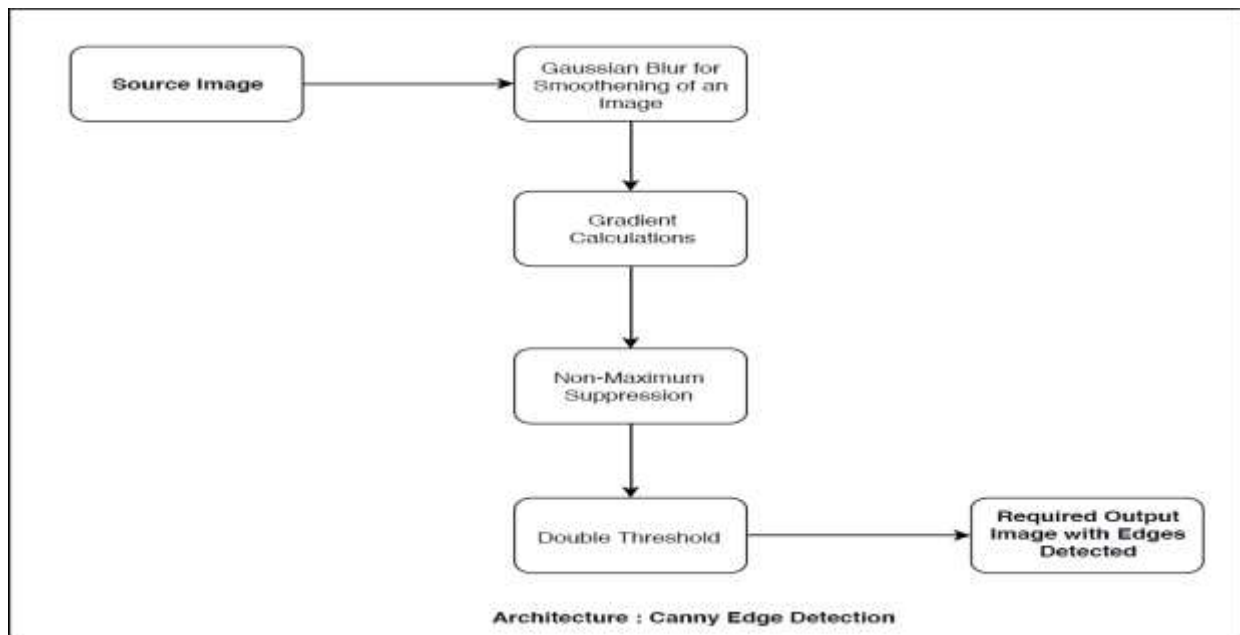 Source Image
Gaussian Blur for
Smoothening of an
Image
Gradient
Calculations
Non-Maximum
Suppression
Double Threshold
Required Output
Image with Edges
Detected
Architecture : Canny Edge Detection